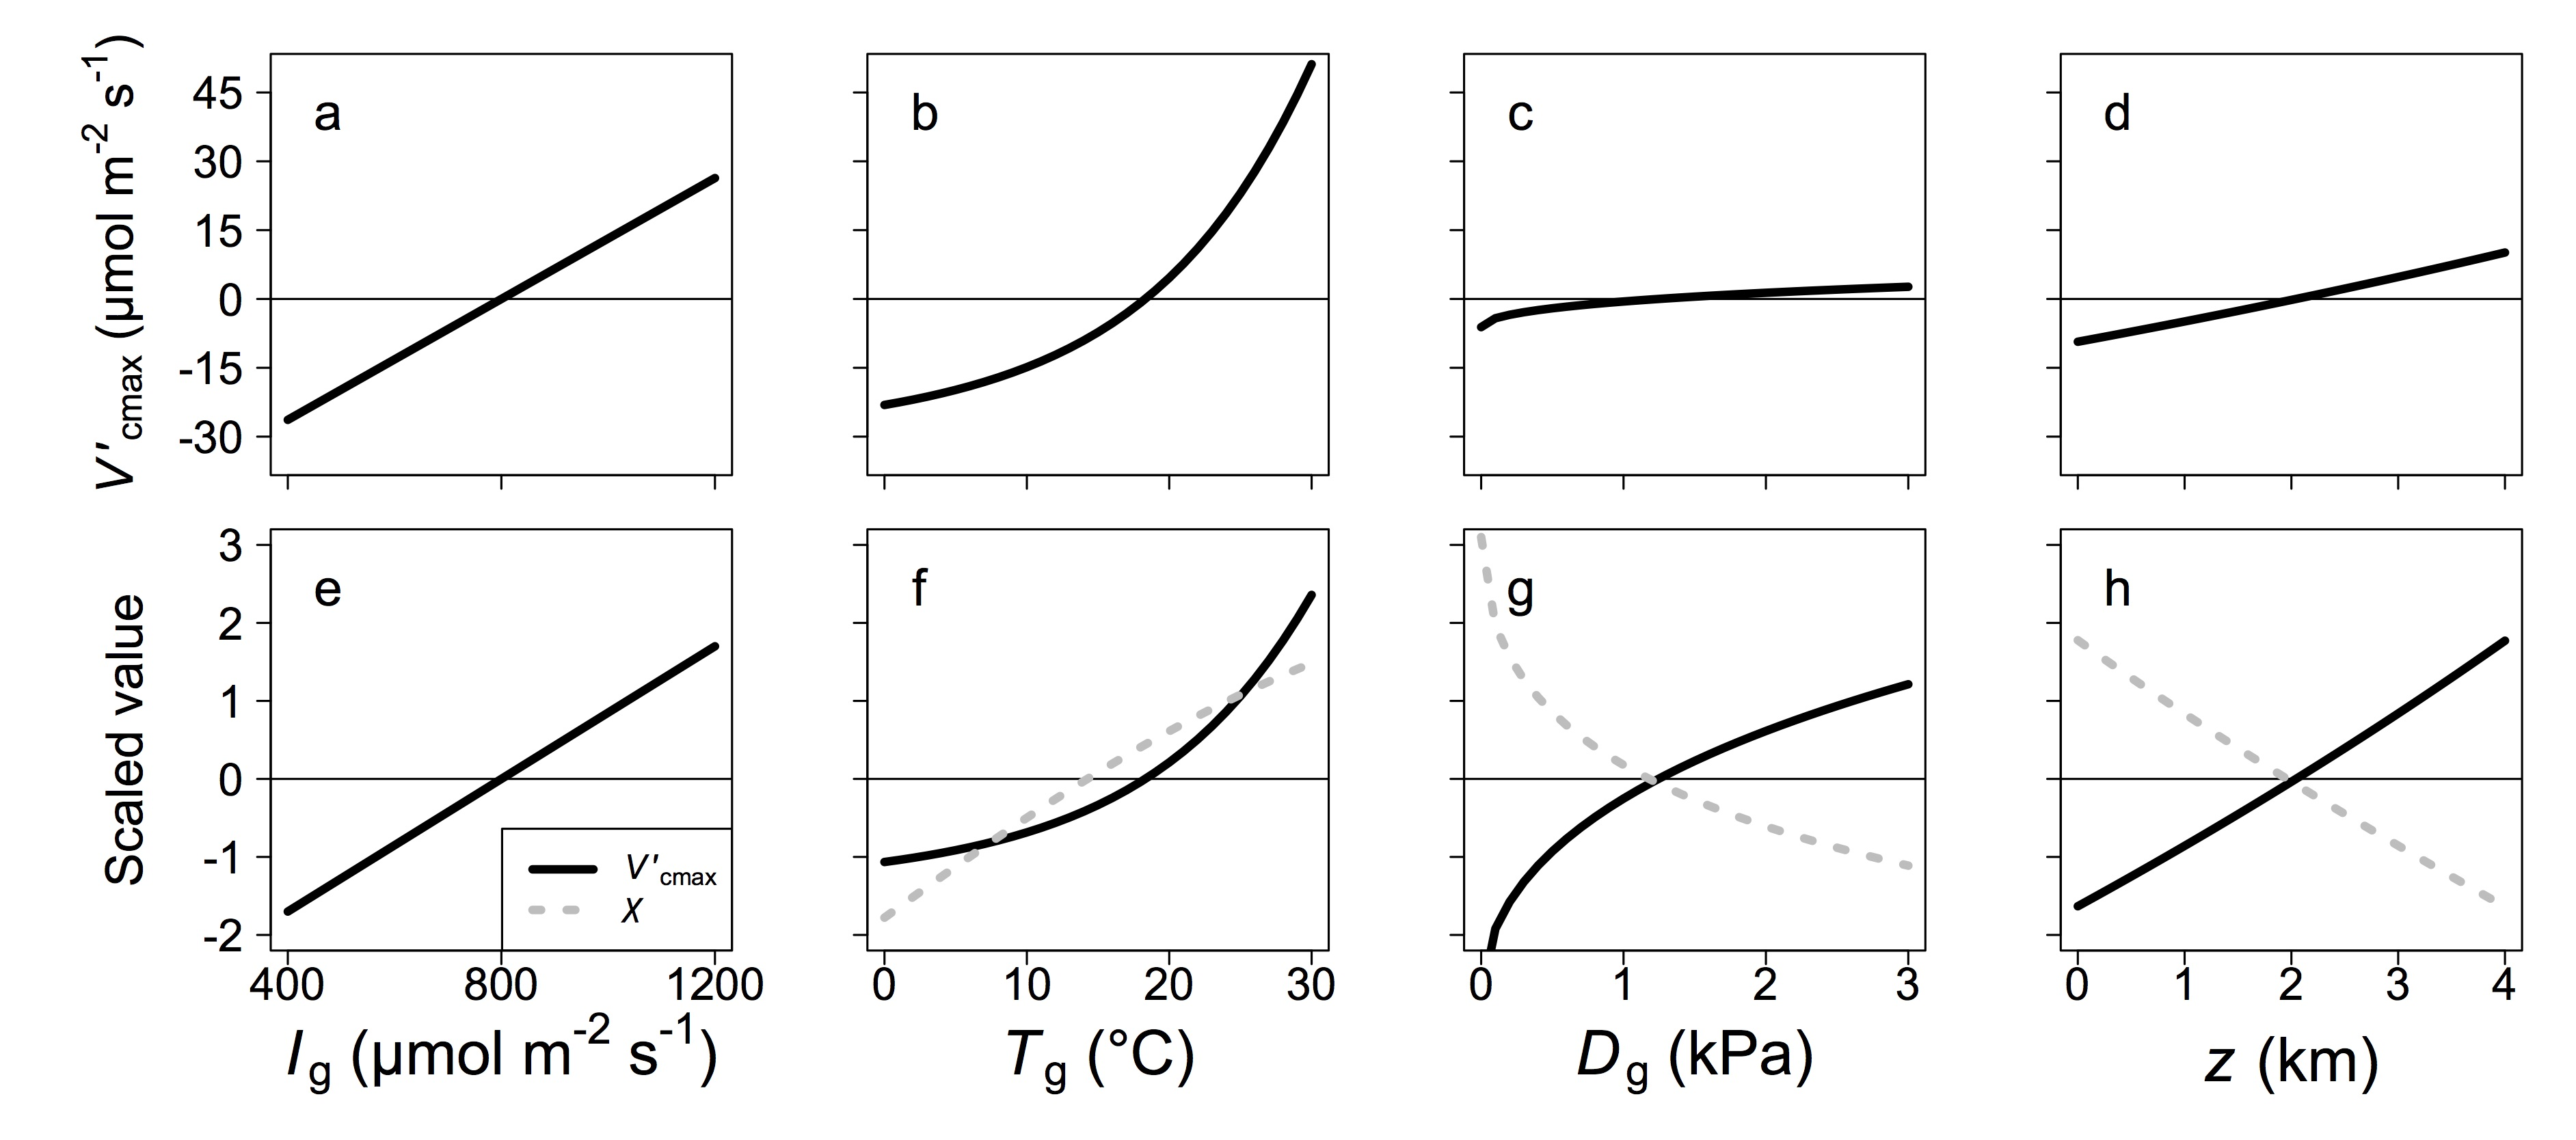 V'cmax (µmol m-2 s-1)
45
30
15
0
-15
-30
a
b
c
d
Scaled value
3
2
1
0
-1
-2
e
f
g
h
V'cmax
χ
400 800 1200
0 10 20 30
0 1 2 3
0 1 2 3 4
Ig (µmol m-2 s-1)
Tg (°C)
Dg (kPa)
z (km)